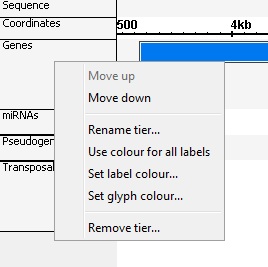 Sequence
Coordinates
500
4kb
Genes
Move up
Move down
miRNAs
Rename tier...
Pseudogen
Use colour for all labels
Transposa
Set label colour...
Set glyph colour...
Remove tier...